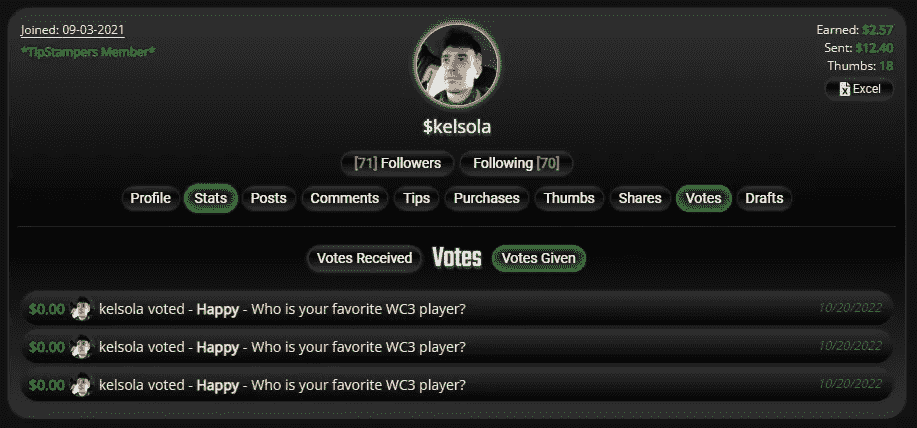 Joined: 09-03-2021
*TipStampers Member*
Earned: $2.57
Sent: $12.40
Thumbs: 18
Excel
$kelsola
[71] Followers Following [70]
Profile Stats Posts Comments Tips Purchases Thumbs Shares Votes Drafts
Votes Received Votes Votes Given
$0.00 kelsola voted - Happy - Who is your favorite WC3 player? 10/20/2022
$0.00 kelsola voted - Happy - Who is your favorite WC3 player? 10/20/2022
$0.00 kelsola voted - Happy - Who is your favorite WC3 player? 10/20/2022